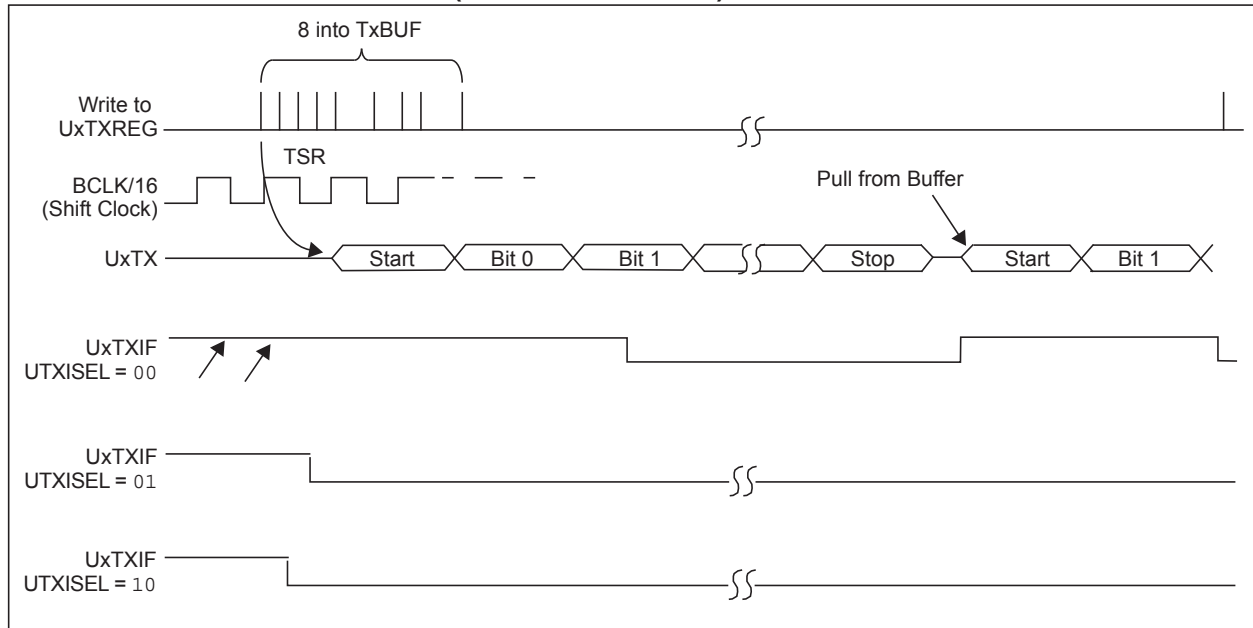 8 into TxBUF
Write to
UxTXREG
TSR
BCLK/16
(Shift Clock)
Pull from Buffer
UxTX
Start
Bit 0
Bit 1
Stop
Start
Bit 1
UxTXIF
UTXISEL = 00
UxTXIF
UTXISEL = 01
UxTXIF
UTXISEL = 10